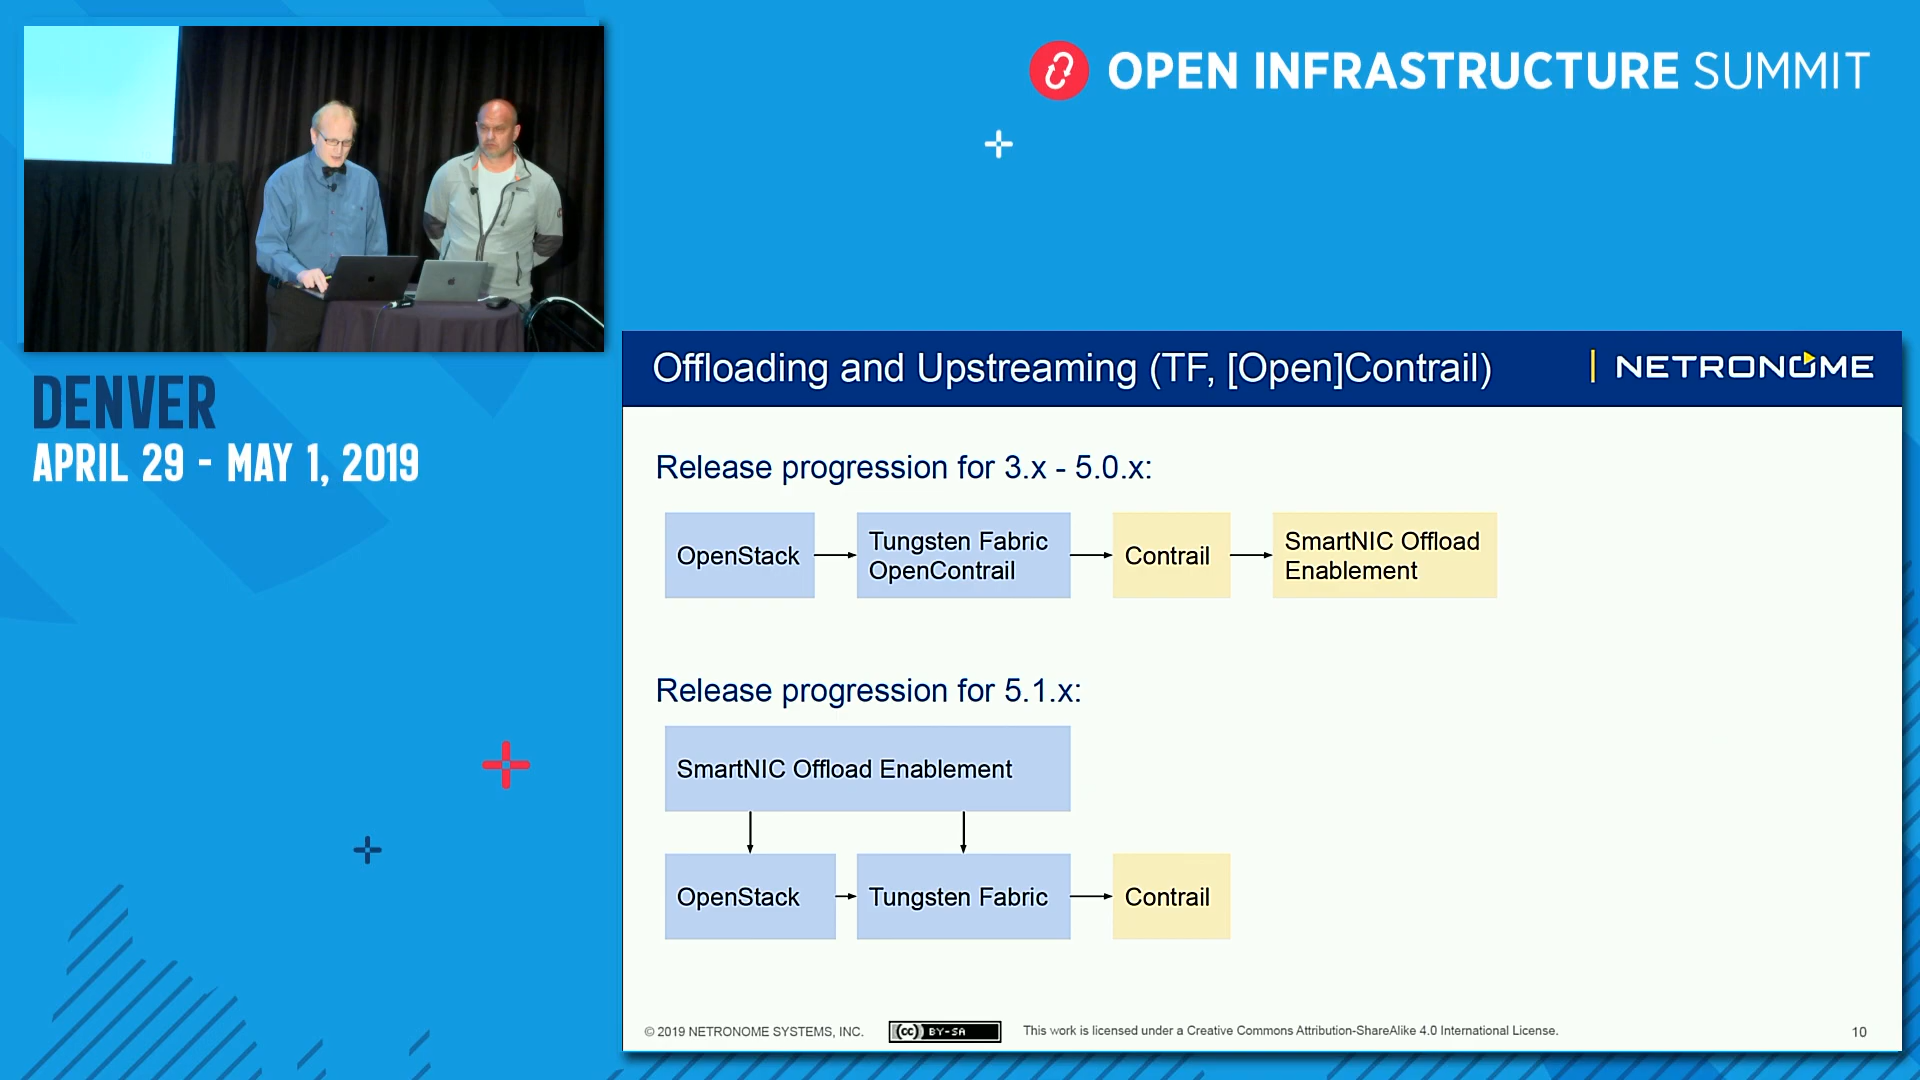 OPEN INFRASTRUCTURE SUMMIT
DENVER
APRIL 29 - MAY 1, 2019
Offloading and Upstreaming (TF, [Open]Contrail)
NETRONOME
Release progression for 3.x - 5.0.x:
OpenStack
Tungsten Fabric
OpenContrail
Contrail
SmartNIC Offload
Enablement
Release progression for 5.1.x:
SmartNIC Offload Enablement
OpenStack
Tungsten Fabric
Contrail
© 2019 NETRONOME SYSTEMS, INC.
(cc) BY-SA
This work is licensed under a Creative Commons Attribution-ShareAlike 4.0 International License.
10